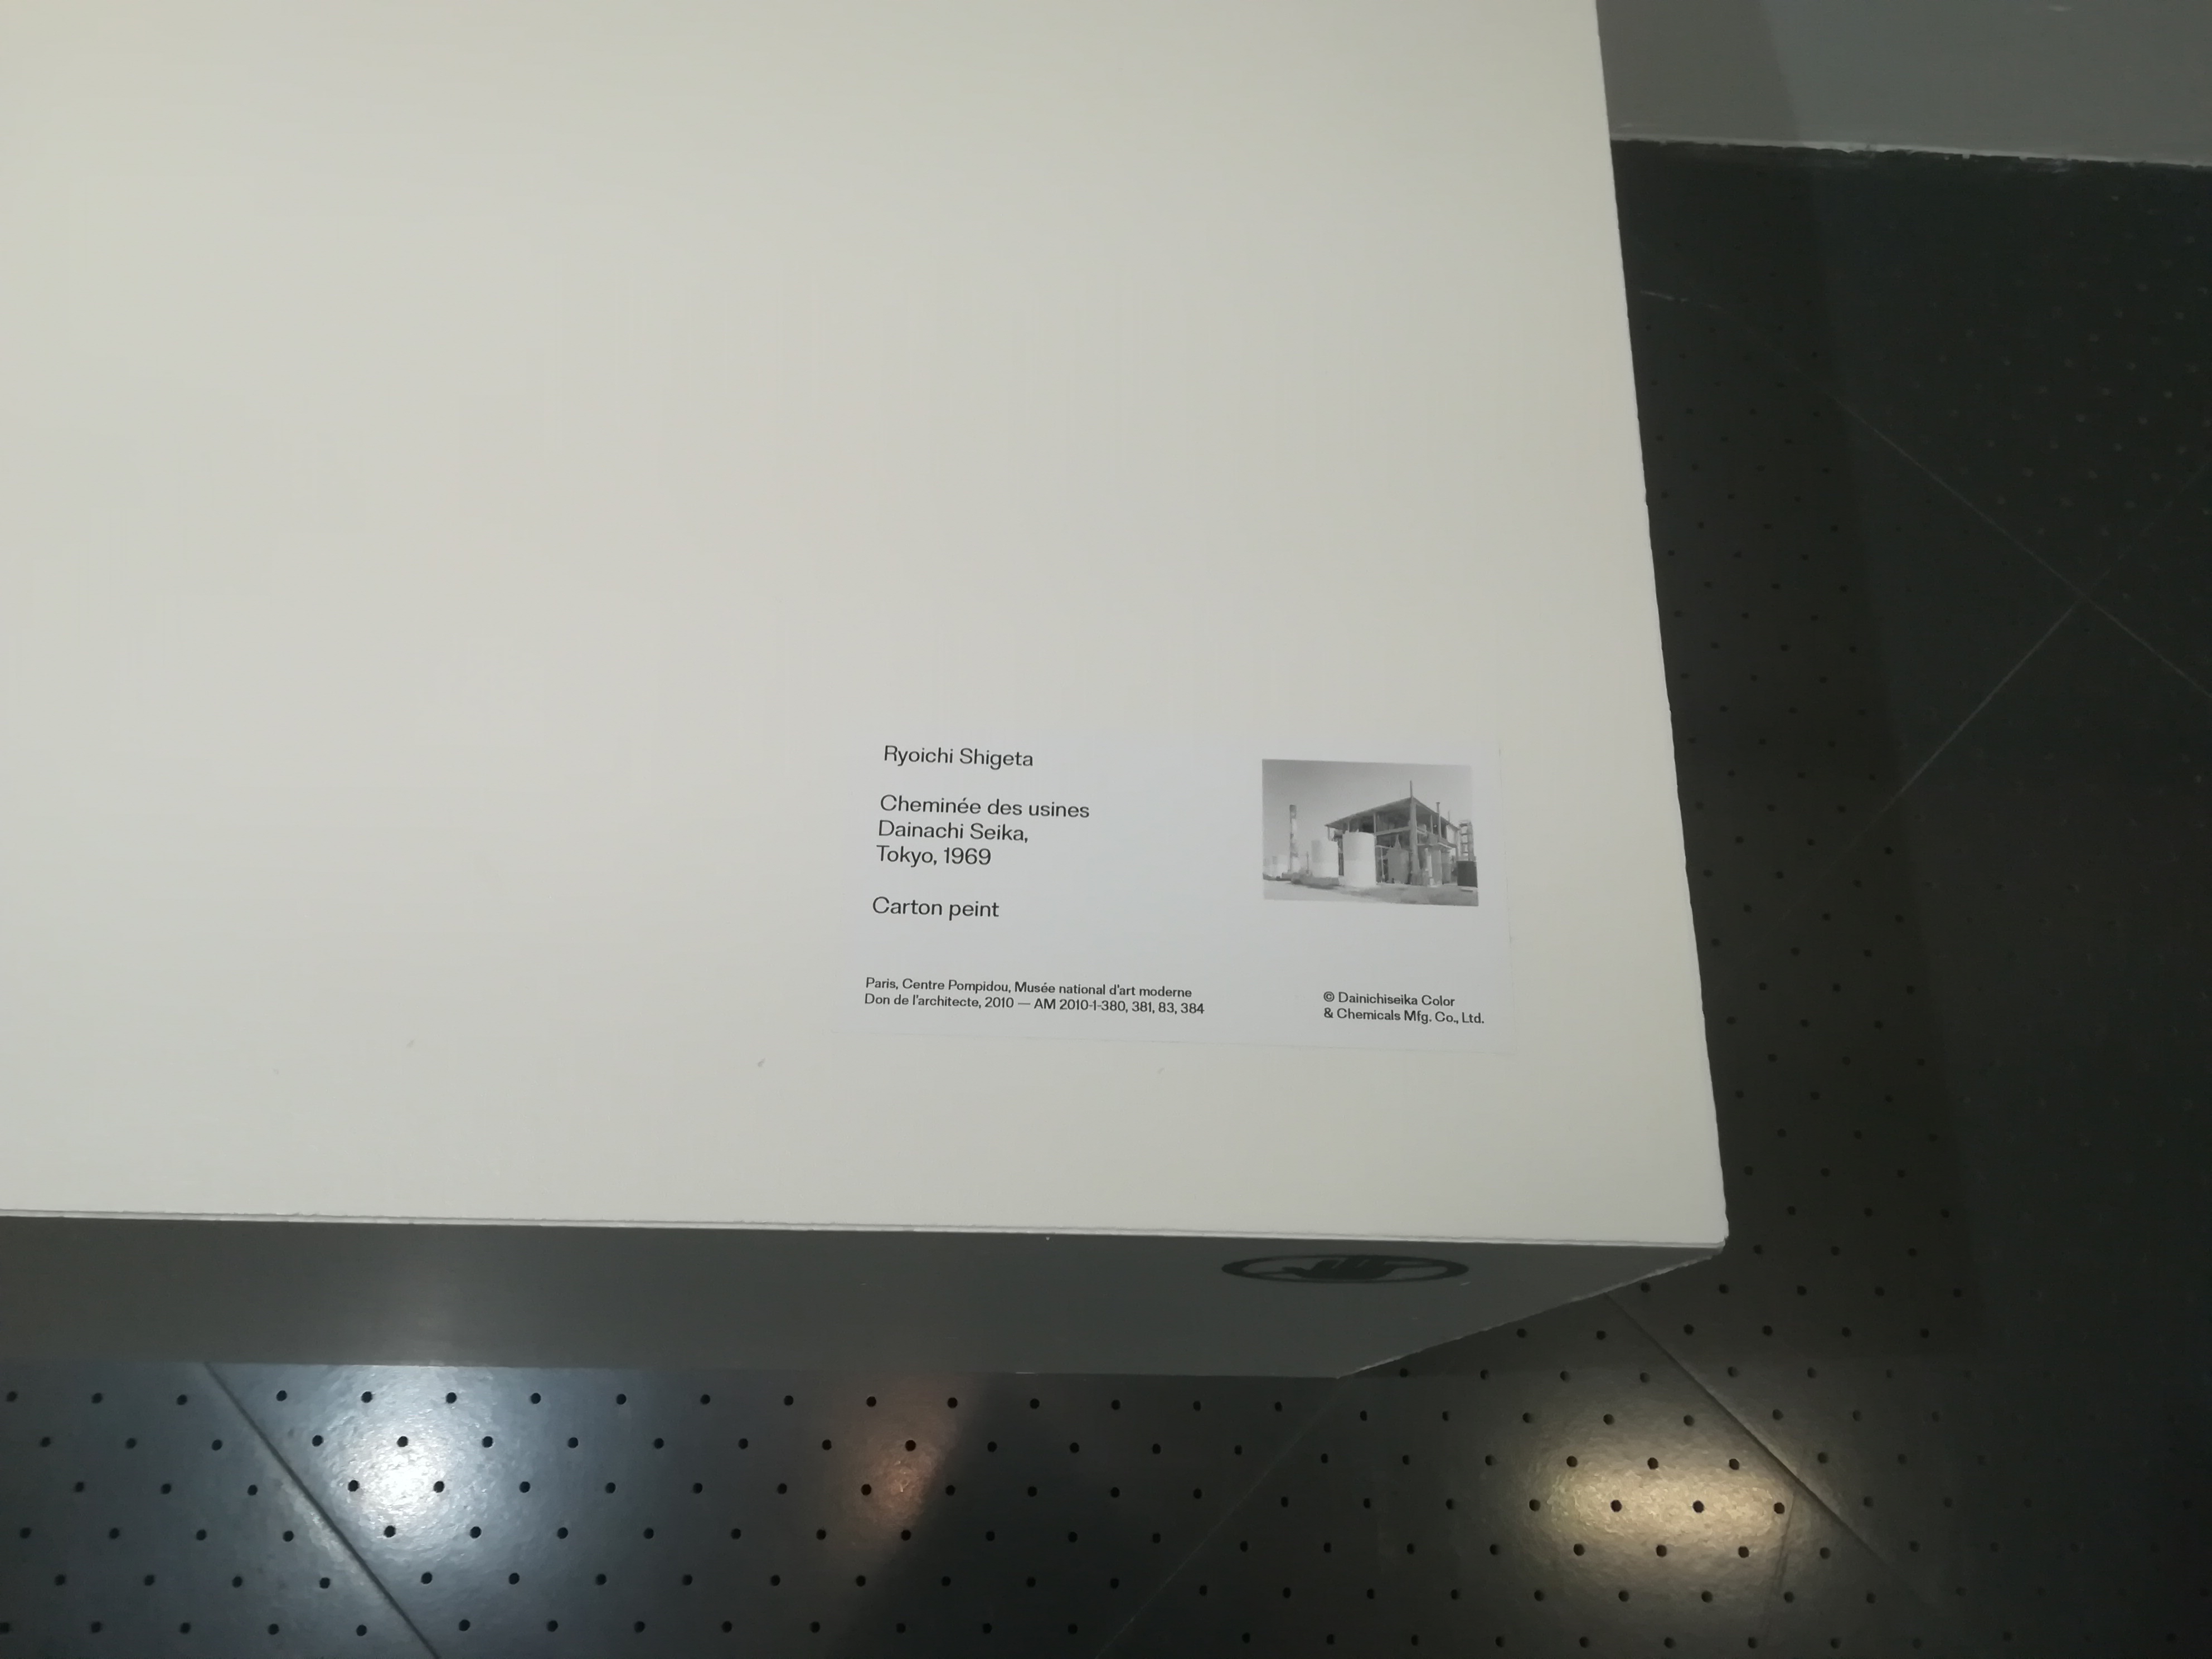 Ryoichi Shigeta
Cheminée des usines
Dainachi Seika,
Tokyo, 1969
Carton peint
Paris, Centre Pompidou, Musée national d'art moderne
Don de l'architecte, 2010 — AM 2010-1-380, 381, 83, 384
© Dainichiseika Color
& Chemicals Mfg. Co., Ltd.